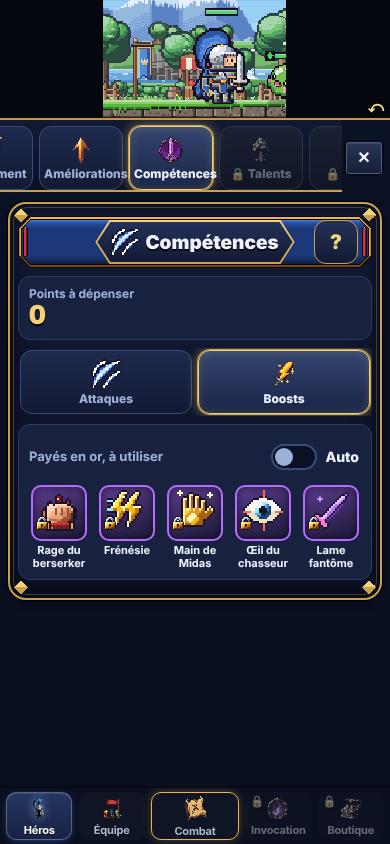 ment
Améliorations
Compétences
Talents
Compétences
?
Points à dépenser
0
Attaques
Boosts
Payés en or, à utiliser
Auto
Rage du
berserker
Frénésie
Main de
Midas
Œil du
chasseur
Lame
fantôme
Héros
Équipe
Combat
Invocation
Boutique